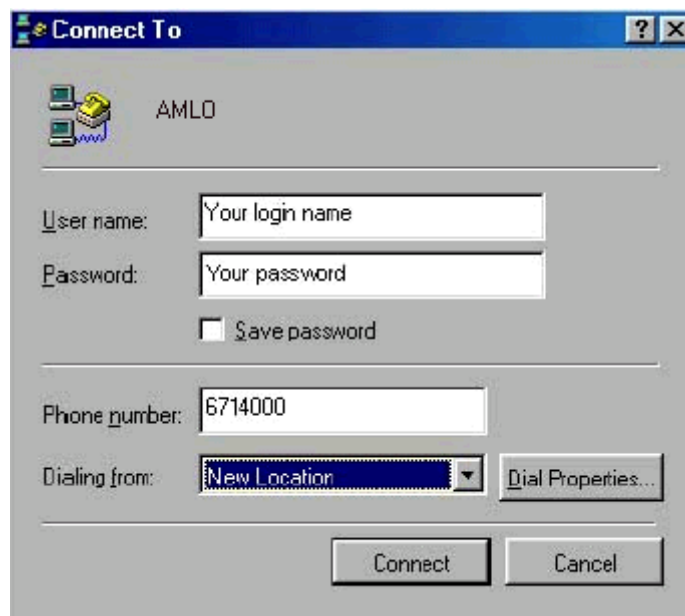 Connect To
AMLO
User name: Your login name
Password: Your password
Save password
Phone number: 6714000
Dialing from: New Location Dial Properties...
Connect Cancel